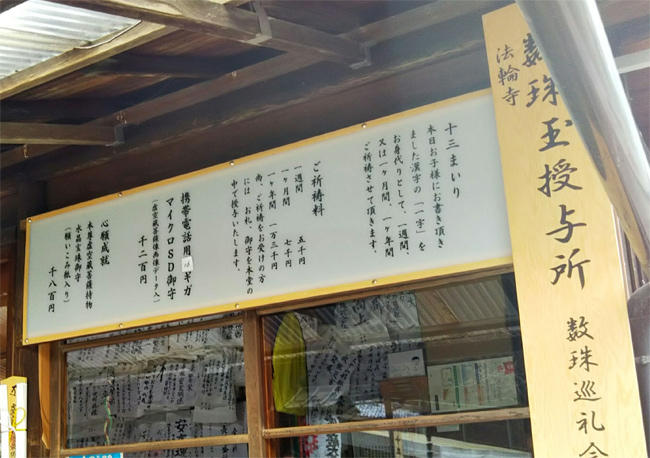 数珠玉授与所
法輪寺
数珠巡礼会
十三まいり
本日お子様にお書き頂き
ました漢字の「一字」を
お身代りとして、一週間、
又は一ヶ月間、一ヶ年間
ご祈祷させて頂きます。
ご祈祷料
一週間 五千円
一ヶ月間 七千円
一ヶ年間 一万三千円
尚、ご祈祷をお受けの方
には お札、御守を本堂の
中で授与いたします。
携帯電話用 ギガ
マイクロSD御守
(虚空蔵菩薩像画像データ入)
千二百円
心願成就
本尊虚空蔵菩薩持物
水晶宝珠御守
(願いこみ紙入り)
千八百円